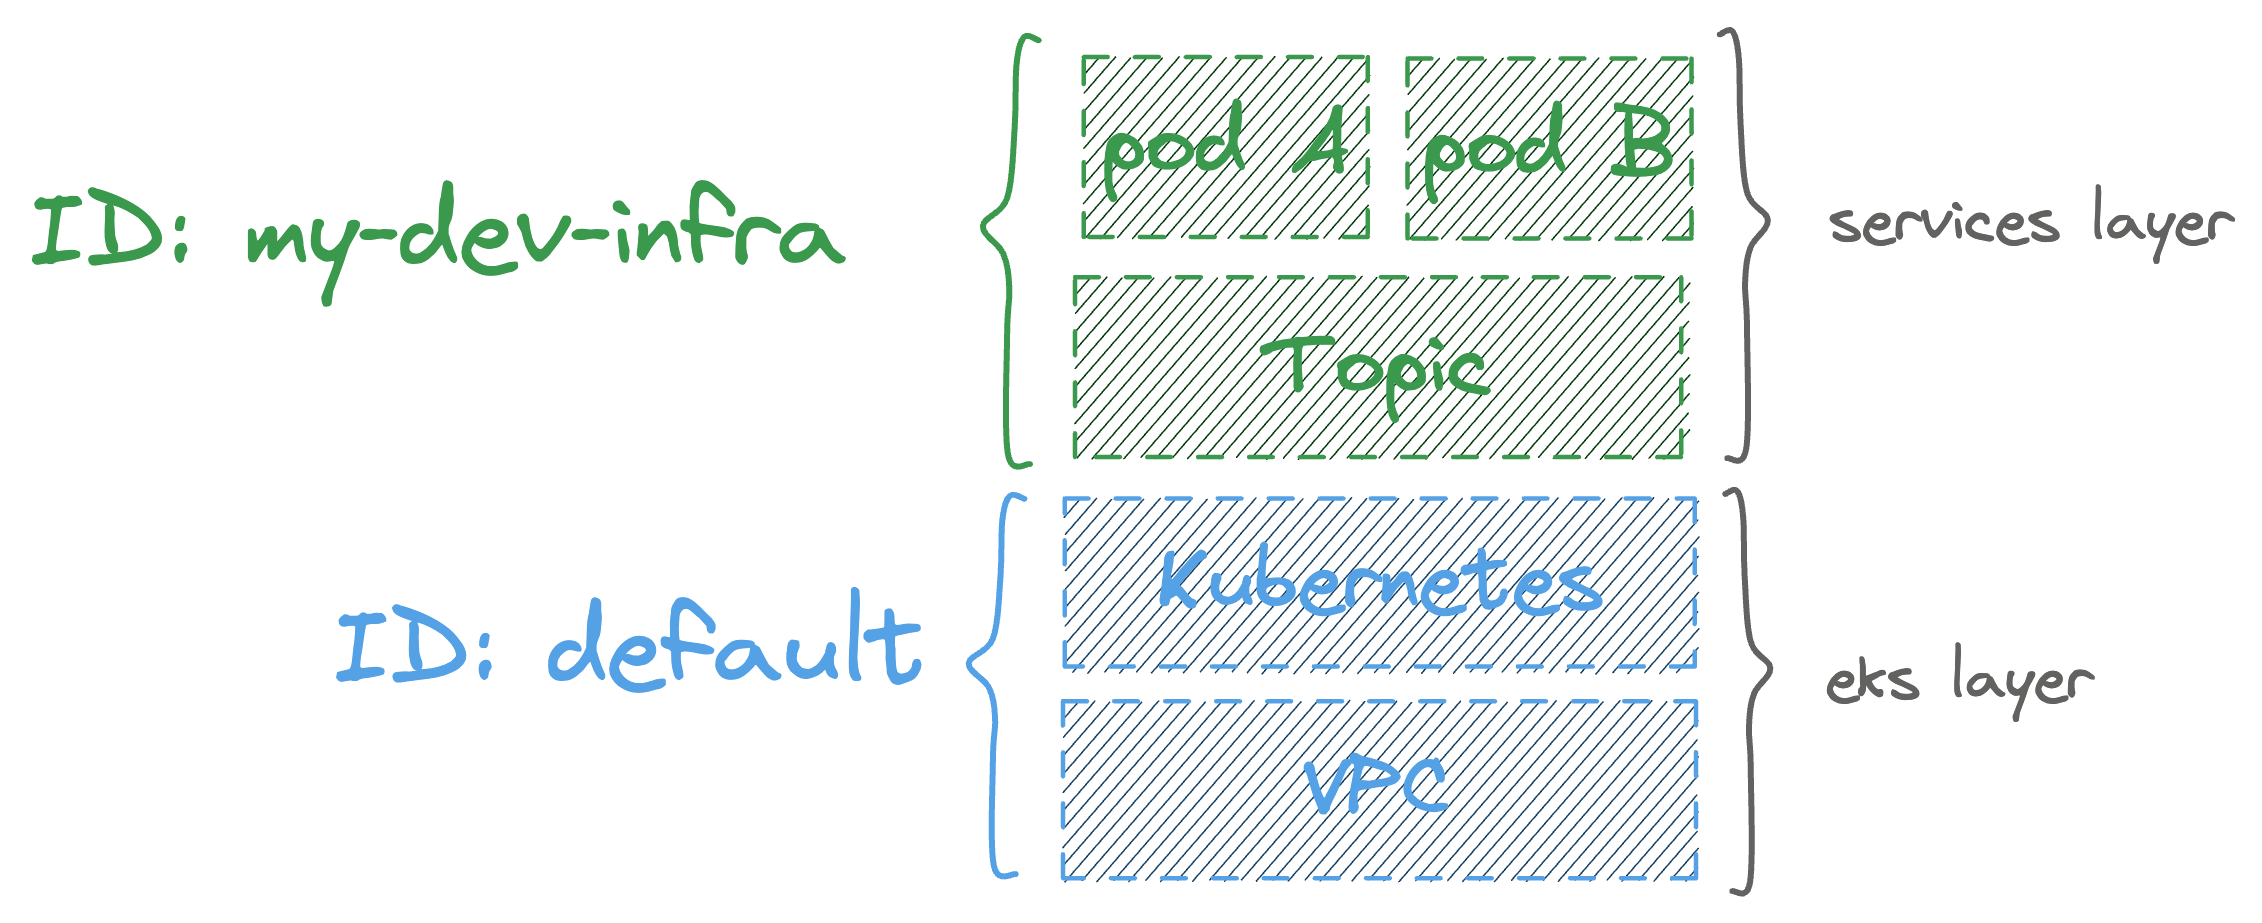 pod A
pod B
ID: my-dev-infra
services layer
Topic
Kubernetes
ID: default
eks layer
VPC